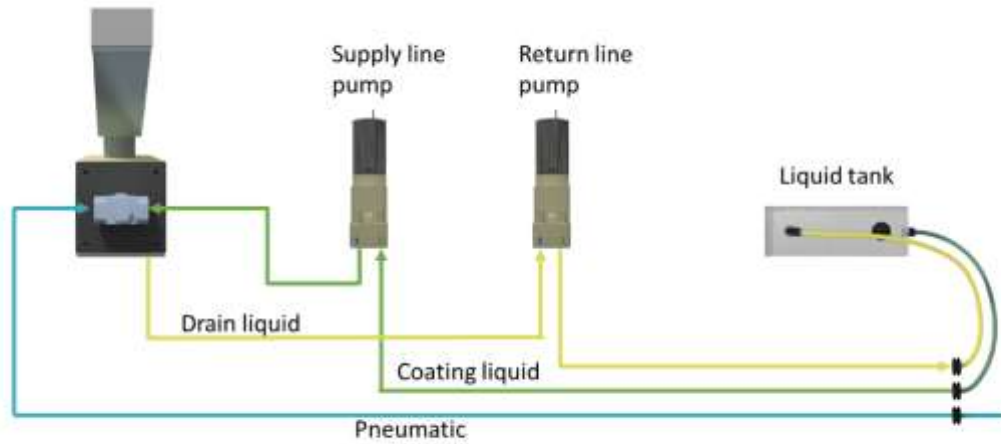 Supply line
pump
Return line
pump
Liquid tank
Drain liquid
Coating liquid
Pneumatic